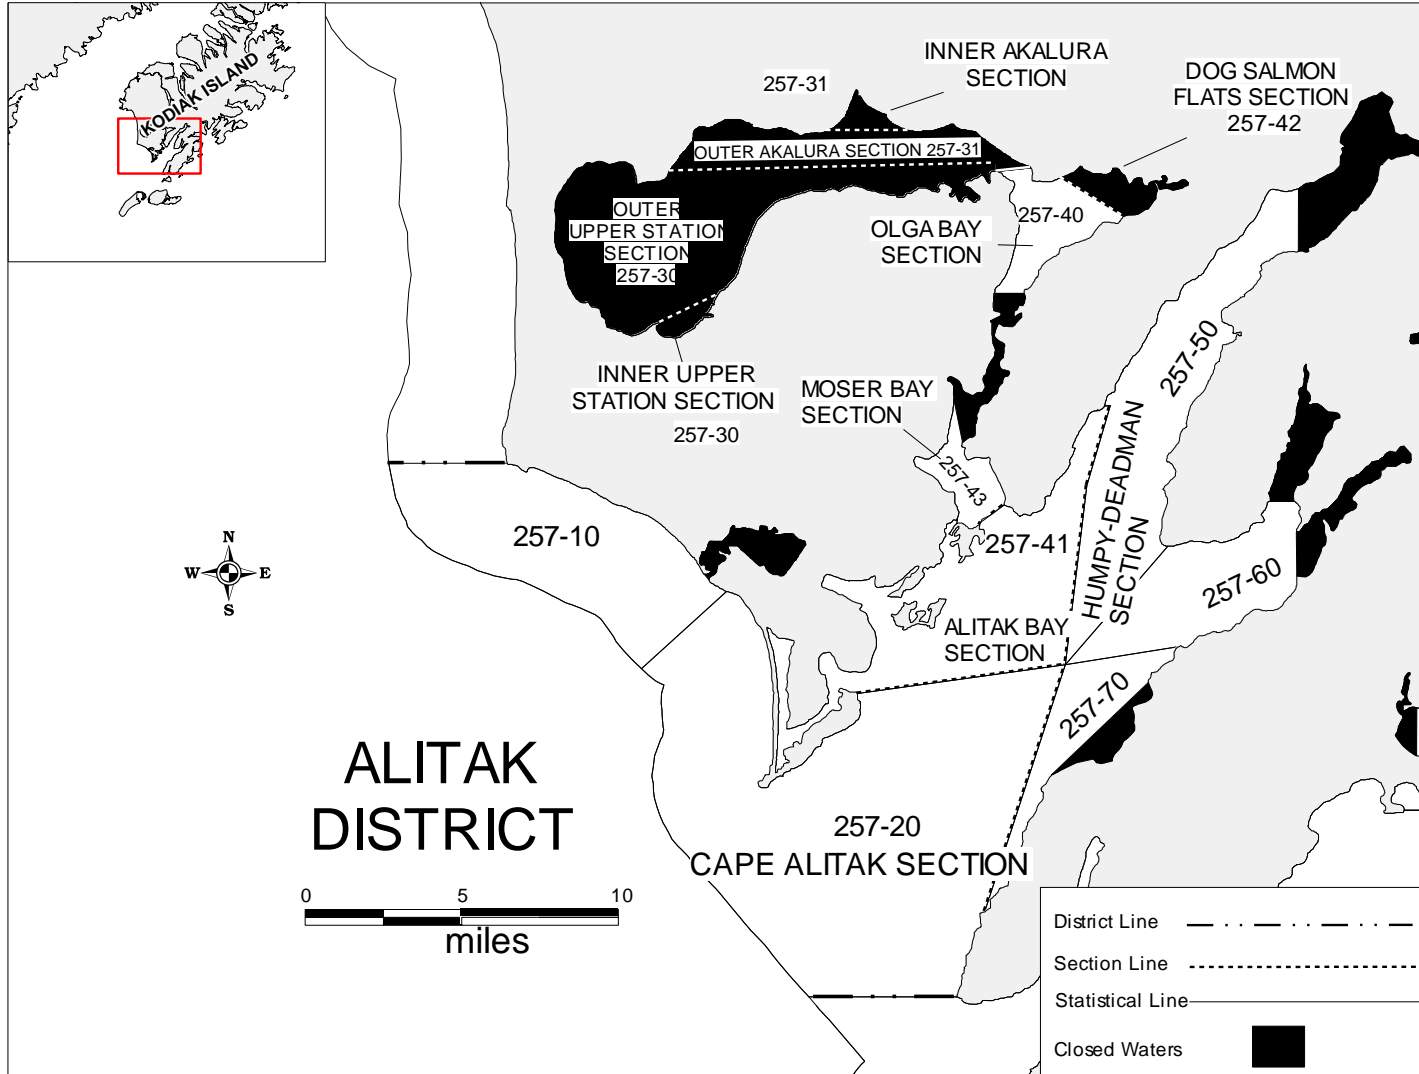 KODIAK ISLAND
257-31
INNER AKALURA
SECTION
DOG SALMON
FLATS SECTION
257-42
OUTER AKALURA SECTION 257-31
OUTER
UPPER STATION
SECTION
257-30
257-40
OLGA BAY
SECTION
INNER UPPER
STATION SECTION
257-30
MOSER BAY
SECTION
257-43
257-50
HUMPY-DEADMAN
SECTION
257-10
257-41
257-60
N
W
E
S
ALITAK BAY
SECTION
257-70
ALITAK
DISTRICT
257-20
CAPE ALITAK SECTION
0 5 10
miles
District Line
Section Line
Statistical Line
Closed Waters